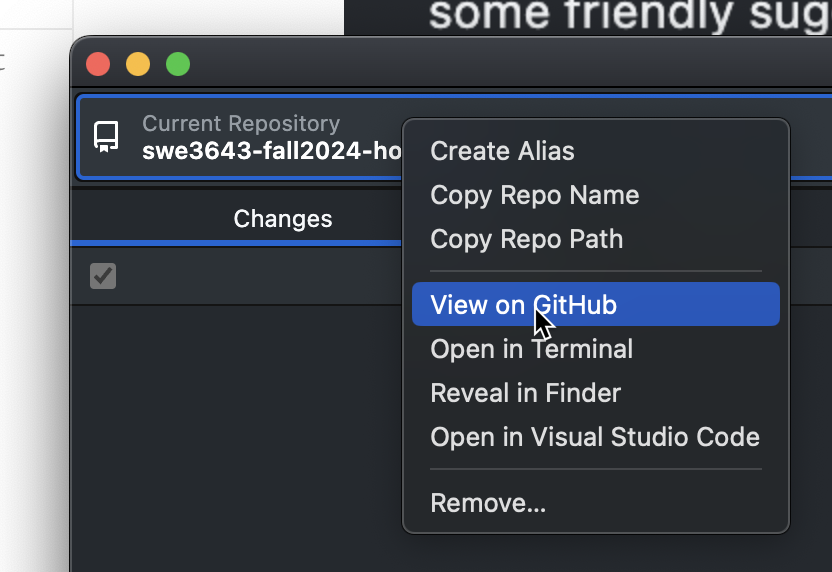 some friendly sug
Current Repository
swe3643-fall2024-ho
Changes
Create Alias
Copy Repo Name
Copy Repo Path
View on GitHub
Open in Terminal
Reveal in Finder
Open in Visual Studio Code
Remove...